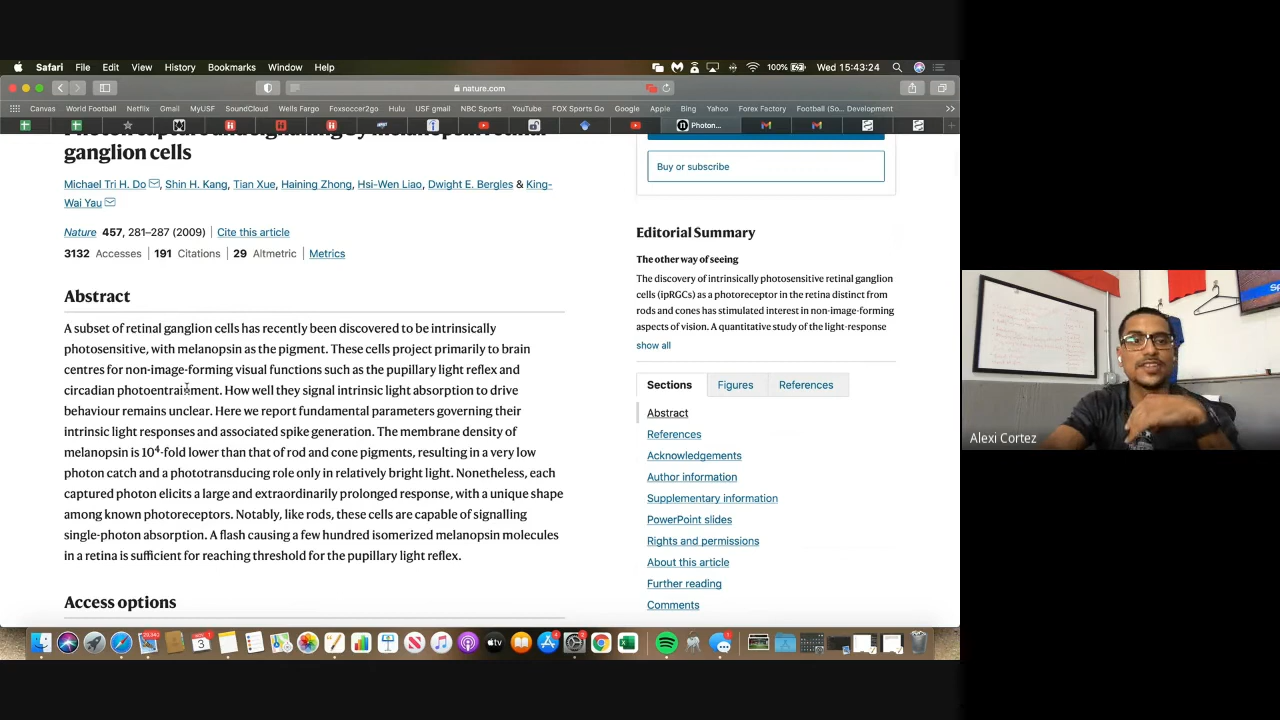 Safari File Edit View History Bookmarks Window Help
100% Wed 15:43:24
nature.com
Canvas World Football Netflix Gmail MyUSF SoundCloud Wells Fargo Foxsoccer2go Hulu USF gmail NBC Sports YouTube FOX Sports Go Google Apple Bing Yahoo Forex Factory Football (So... Development
Photon...
ganglion cells
Michael Tri H. Do, Shin H. Kang, Tian Xue, Haining Zhong, Hsi-Wen Liao, Dwight E. Bergles & King-
Wai Yau
Nature 457, 281–287 (2009) | Cite this article
3132 Accesses | 191 Citations | 29 Altmetric | Metrics
Abstract
A subset of retinal ganglion cells has recently been discovered to be intrinsically
photosensitive, with melanopsin as the pigment. These cells project primarily to brain
centres for non-image-forming visual functions such as the pupillary light reflex and
circadian photoentrainment. How well they signal intrinsic light absorption to drive
behaviour remains unclear. Here we report fundamental parameters governing their
intrinsic light responses and associated spike generation. The membrane density of
melanopsin is 10⁴-fold lower than that of rod and cone pigments, resulting in a very low
photon catch and a phototransducing role only in relatively bright light. Nonetheless, each
captured photon elicits a large and extraordinarily prolonged response, with a unique shape
among known photoreceptors. Notably, like rods, these cells are capable of signalling
single-photon absorption. A flash causing a few hundred isomerized melanopsin molecules
in a retina is sufficient for reaching threshold for the pupillary light reflex.
Access options
Buy or subscribe
Editorial Summary
The other way of seeing
The discovery of intrinsically photosensitive retinal ganglion
cells (ipRGCs) as a photoreceptor in the retina distinct from
rods and cones has stimulated interest in non-image-forming
aspects of vision. A quantitative study of the light-response
show all
Sections Figures References
Abstract
References
Acknowledgements
Author information
Supplementary information
PowerPoint slides
Rights and permissions
About this article
Further reading
Comments
Alexi Cortez